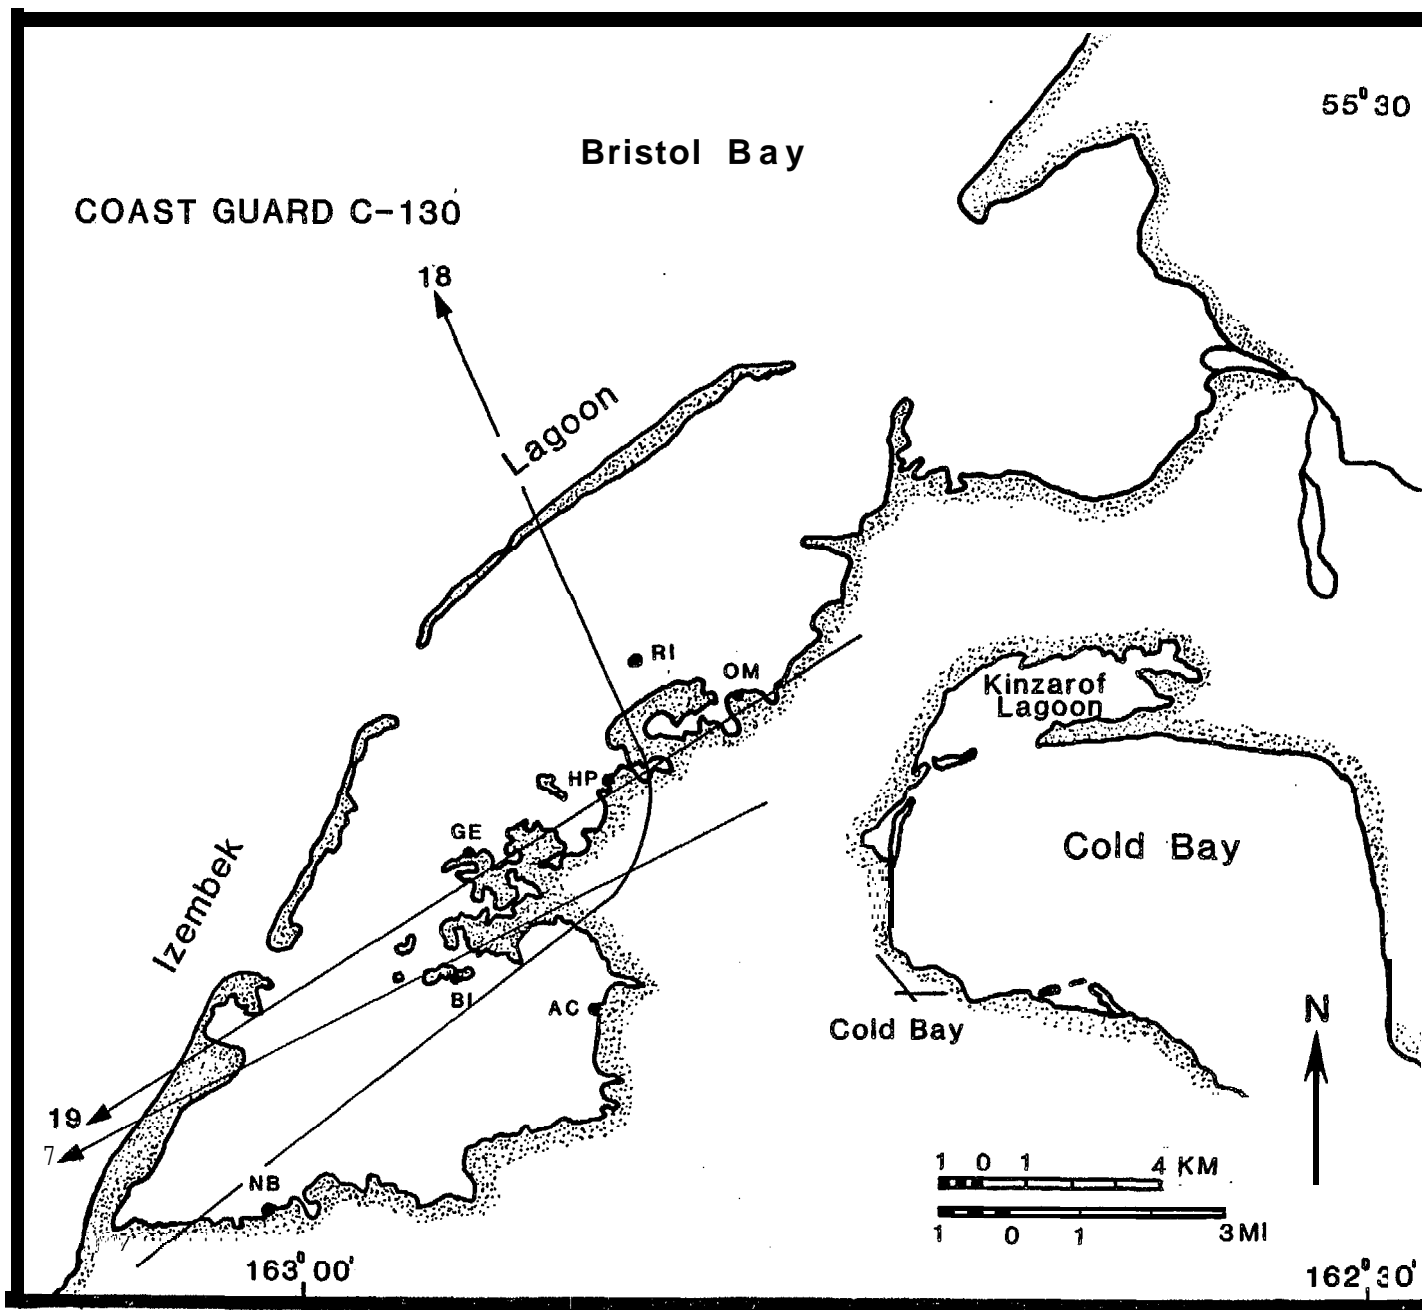 55° 30
Bristol Bay
COAST GUARD C-130
18
Lagoon
RI
OM
Kinzarof
Lagoon
HP
GE
Cold Bay
Izembek
BI
AC
N
Cold Bay
19
7
NB
1 0 1 4 KM
1 0 1 3 MI
163° 00'
162° 30'